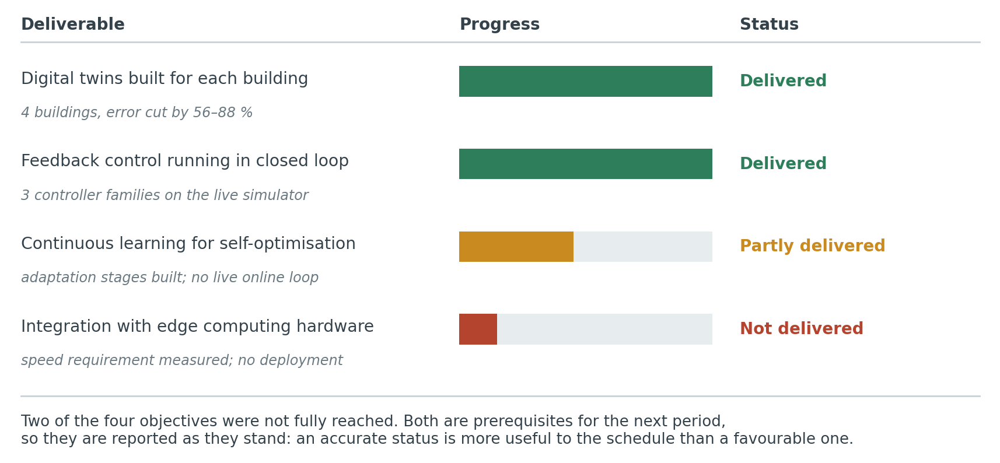 Deliverable Progress Status
Digital twins built for each building Delivered
4 buildings, error cut by 56–88 %
Feedback control running in closed loop Delivered
3 controller families on the live simulator
Continuous learning for self-optimisation Partly delivered
adaptation stages built; no live online loop
Integration with edge computing hardware Not delivered
speed requirement measured; no deployment
Two of the four objectives were not fully reached. Both are prerequisites for the next period,
so they are reported as they stand: an accurate status is more useful to the schedule than a favourable one.